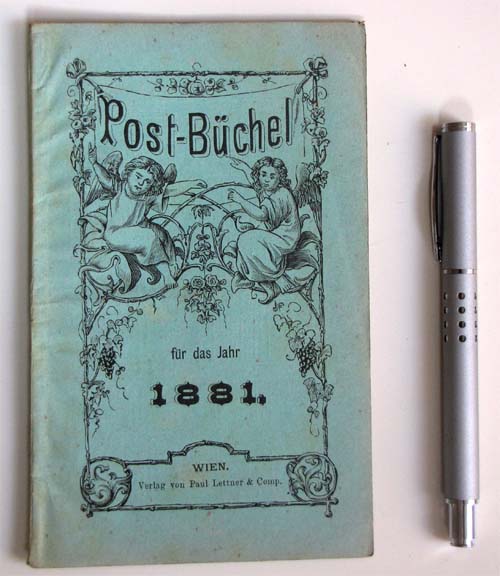 Post-Büchel
für das Jahr
1881.
WIEN.
Verlag von Paul Lettner & Comp.